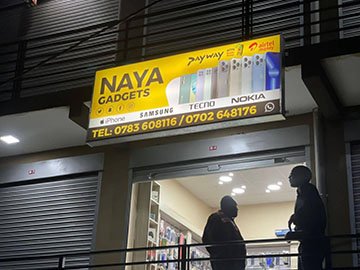 PAYWAY airtel
NAYA
GADGETS
iPhone SAMSUNG TECNO NOKIA
TEL: 0783 608116 / 0702 648176